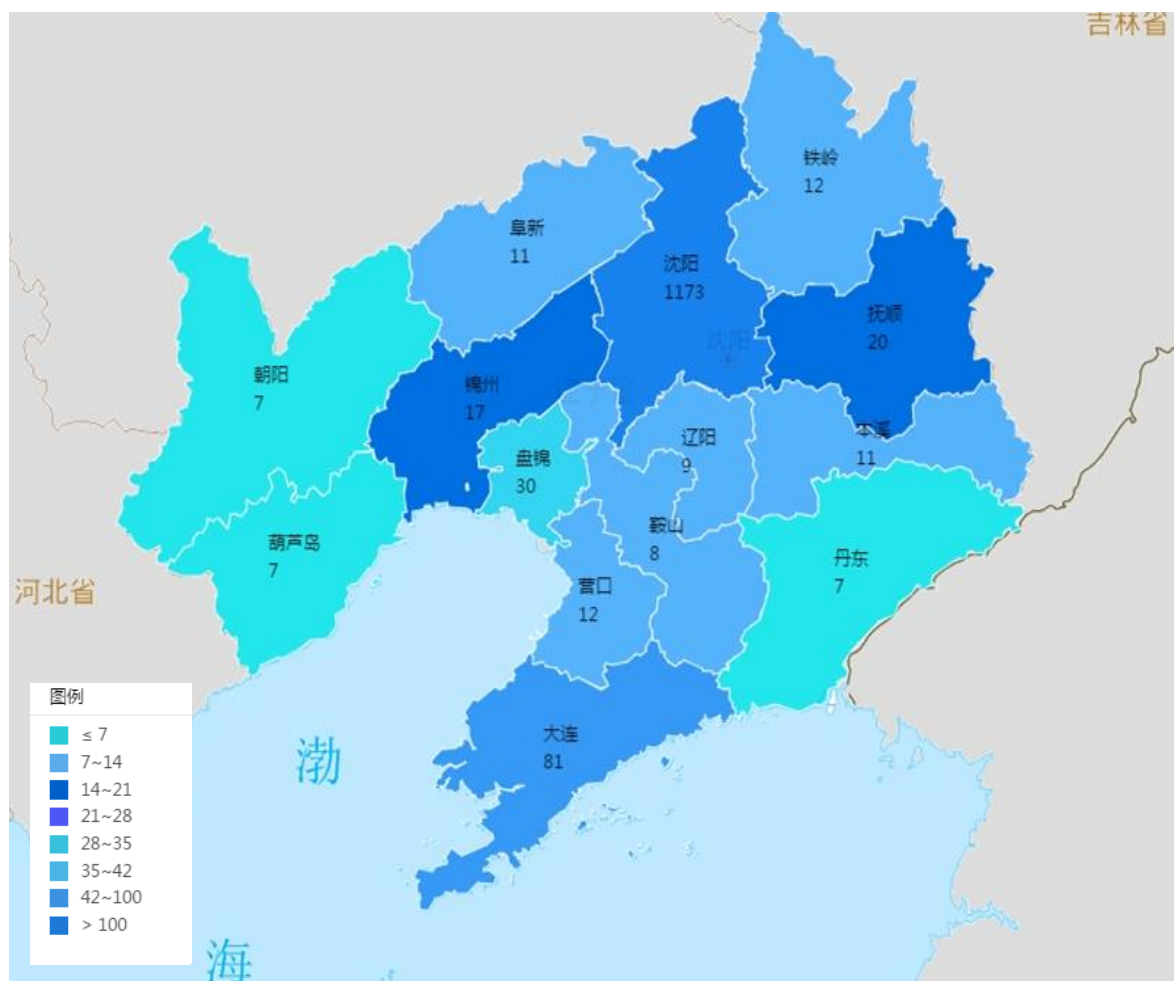 吉林省
铁岭
12
阜新
11
沈阳
1173
抚顺
20
沈阳
朝阳
7
锦州
17
辽阳
9
本溪
11
盘锦
30
鞍山
8
葫芦岛
7
丹东
7
河北省
营口
12
大连
81
渤
海
图例
≤ 7
7~14
14~21
21~28
28~35
35~42
42~100
> 100